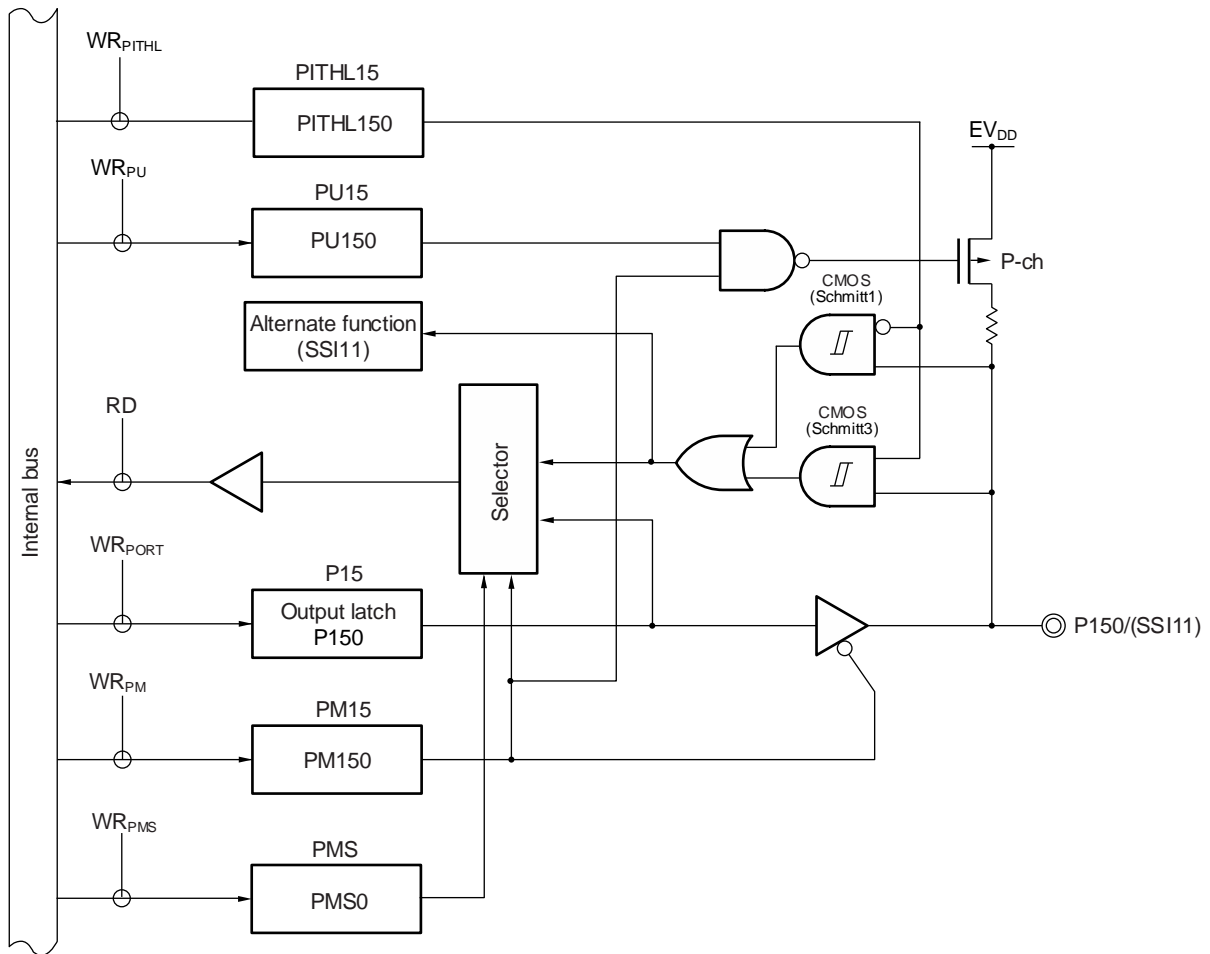 WRPITHL
PITHL15
PITHL150
EVDD
WRPU
PU15
PU150
P-ch
CMOS
(Schmitt1)
Alternate function
(SSI11)
RD
Selector
CMOS
(Schmitt3)
Internal bus
WRPORT
P15
Output latch
P150
P150/(SSI11)
WRPM
PM15
PM150
WRPMS
PMS
PMS0